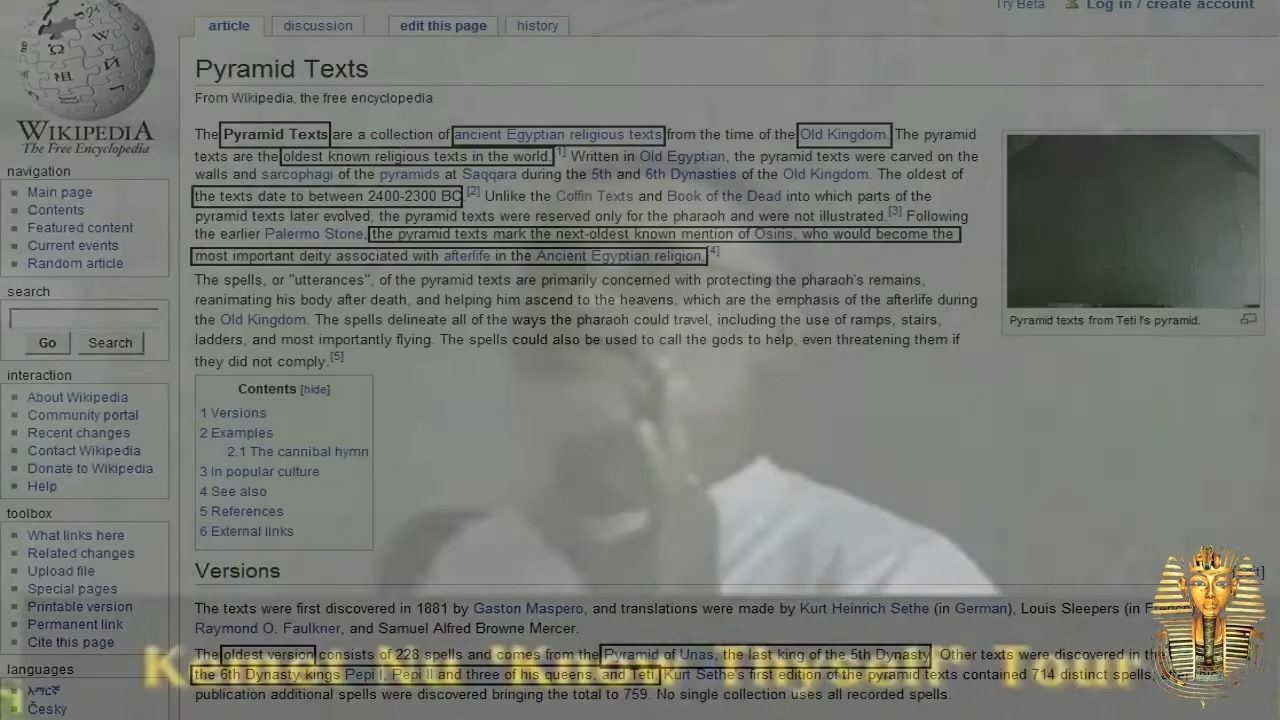 Try Beta
Log in / create account
article
discussion
edit this page
history
Pyramid Texts
From Wikipedia, the free encyclopedia
WIKIPEDIA
The Free Encyclopedia
The Pyramid Texts are a collection of ancient Egyptian religious texts from the time of the Old Kingdom. The pyramid
texts are the oldest known religious texts in the world. [1] Written in Old Egyptian, the pyramid texts were carved on the
walls and sarcophagi of the pyramids at Saqqara during the 5th and 6th Dynasties of the Old Kingdom. The oldest of
the texts date to between 2400-2300 BC.[2] Unlike the Coffin Texts and Book of the Dead into which parts of the
pyramid texts later evolved, the pyramid texts were reserved only for the pharaoh and were not illustrated.[3] Following
the earlier Palermo Stone, the pyramid texts mark the next-oldest known mention of Osiris, who would become the
most important deity associated with afterlife in the Ancient Egyptian religion.[4]
The spells, or "utterances", of the pyramid texts are primarily concerned with protecting the pharaoh's remains,
reanimating his body after death, and helping him ascend to the heavens, which are the emphasis of the afterlife during
the Old Kingdom. The spells delineate all of the ways the pharaoh could travel, including the use of ramps, stairs,
ladders, and most importantly flying. The spells could also be used to call the gods to help, even threatening them if
they did not comply.[5]
Pyramid texts from Teti I's pyramid.
navigation
Main page
Contents
Featured content
Current events
Random article
search
Go
Search
interaction
About Wikipedia
Community portal
Recent changes
Contact Wikipedia
Donate to Wikipedia
Help
toolbox
What links here
Related changes
Upload file
Special pages
Printable version
Permanent link
Cite this page
languages
አማርኛ
Česky
Contents [hide]
1 Versions
2 Examples
2.1 The cannibal hymn
3 In popular culture
4 See also
5 References
6 External links
Versions
The texts were first discovered in 1881 by Gaston Maspero, and translations were made by Kurt Heinrich Sethe (in German), Louis Sleepers (in
Raymond O. Faulkner, and Samuel Alfred Browne Mercer.
The oldest version consists of 228 spells and comes from the Pyramid of Unas, the last king of the 5th Dynasty. Other texts were discovered in
the 6th Dynasty kings Pepi I, Pepi II and three of his queens, and Teti. Kurt Sethe's first edition of the pyramid texts contained 714 distinct spells,
publication additional spells were discovered bringing the total to 759. No single collection uses all recorded spells.
Tour